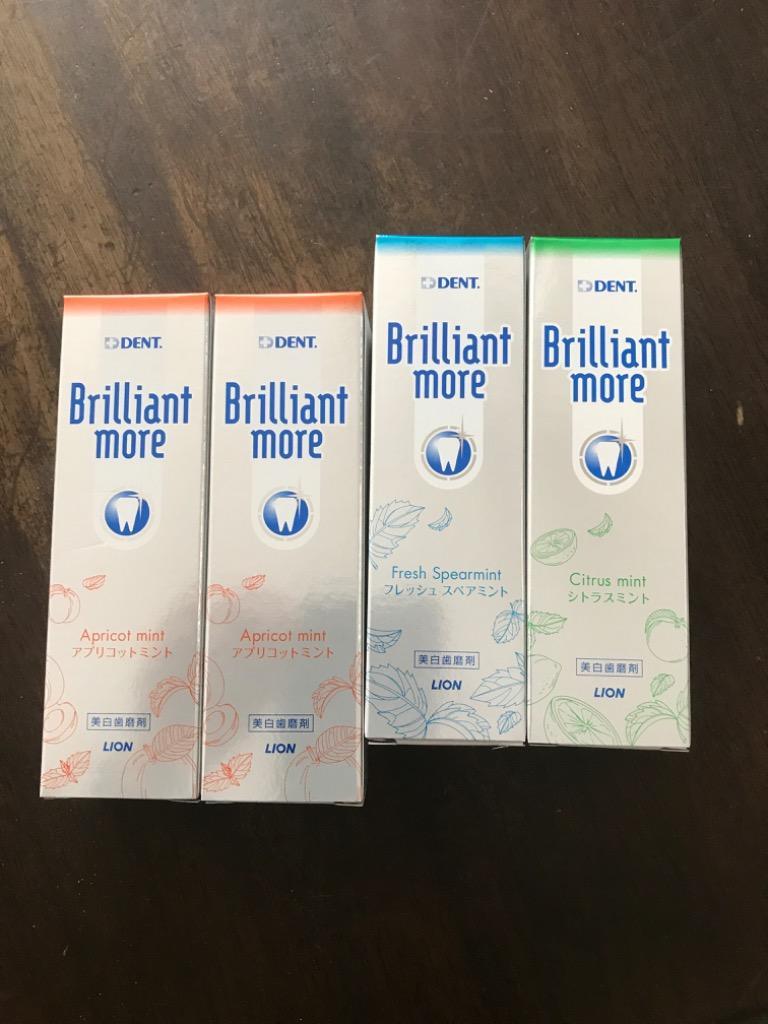 DENT.
Brilliant
more
Apricot mint
アプリコットミント
美白歯磨剤
LION
DENT.
Brilliant
more
Apricot mint
アプリコットミント
美白歯磨剤
LION
DENT.
Brilliant
more
Fresh Spearmint
フレッシュ スペアミント
美白歯磨剤
LION
DENT.
Brilliant
more
Citrus mint
シトラスミント
美白歯磨剤
LION